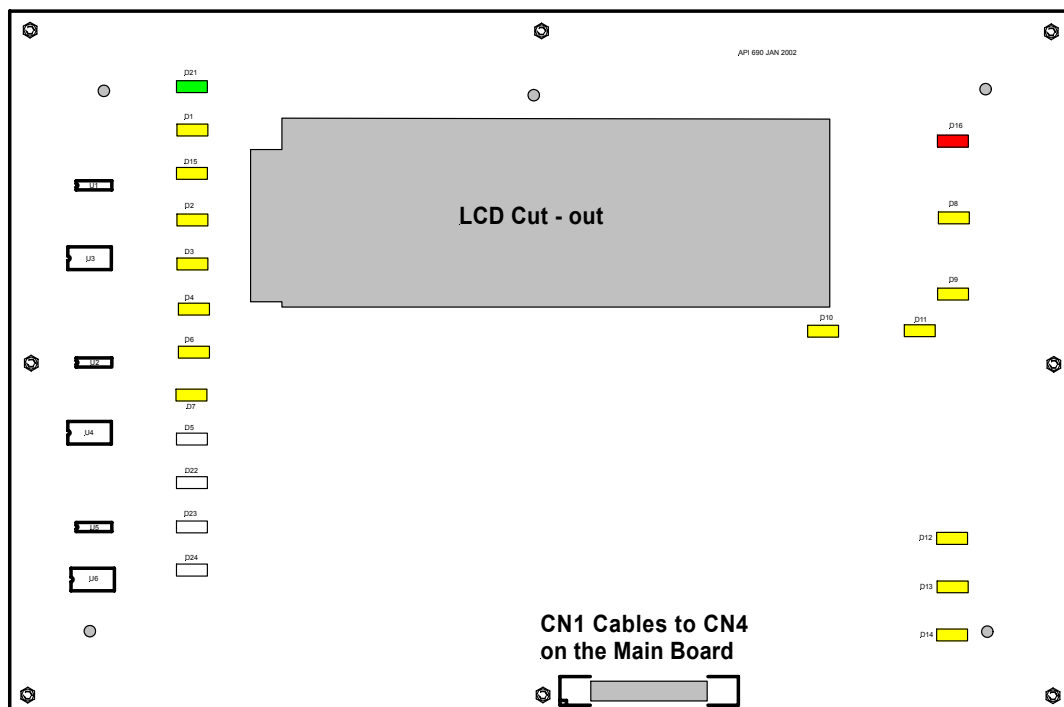 API 690 JAN 2002
D21
D1
D16
D15
U1
D2
LCD Cut - out
D8
D3
U3
D9
D4
D10
D11
D6
U2
D7
D5
U4
D22
D23
U5
D12
D24
U6
D13
CN1 Cables to CN4
on the Main Board
D14